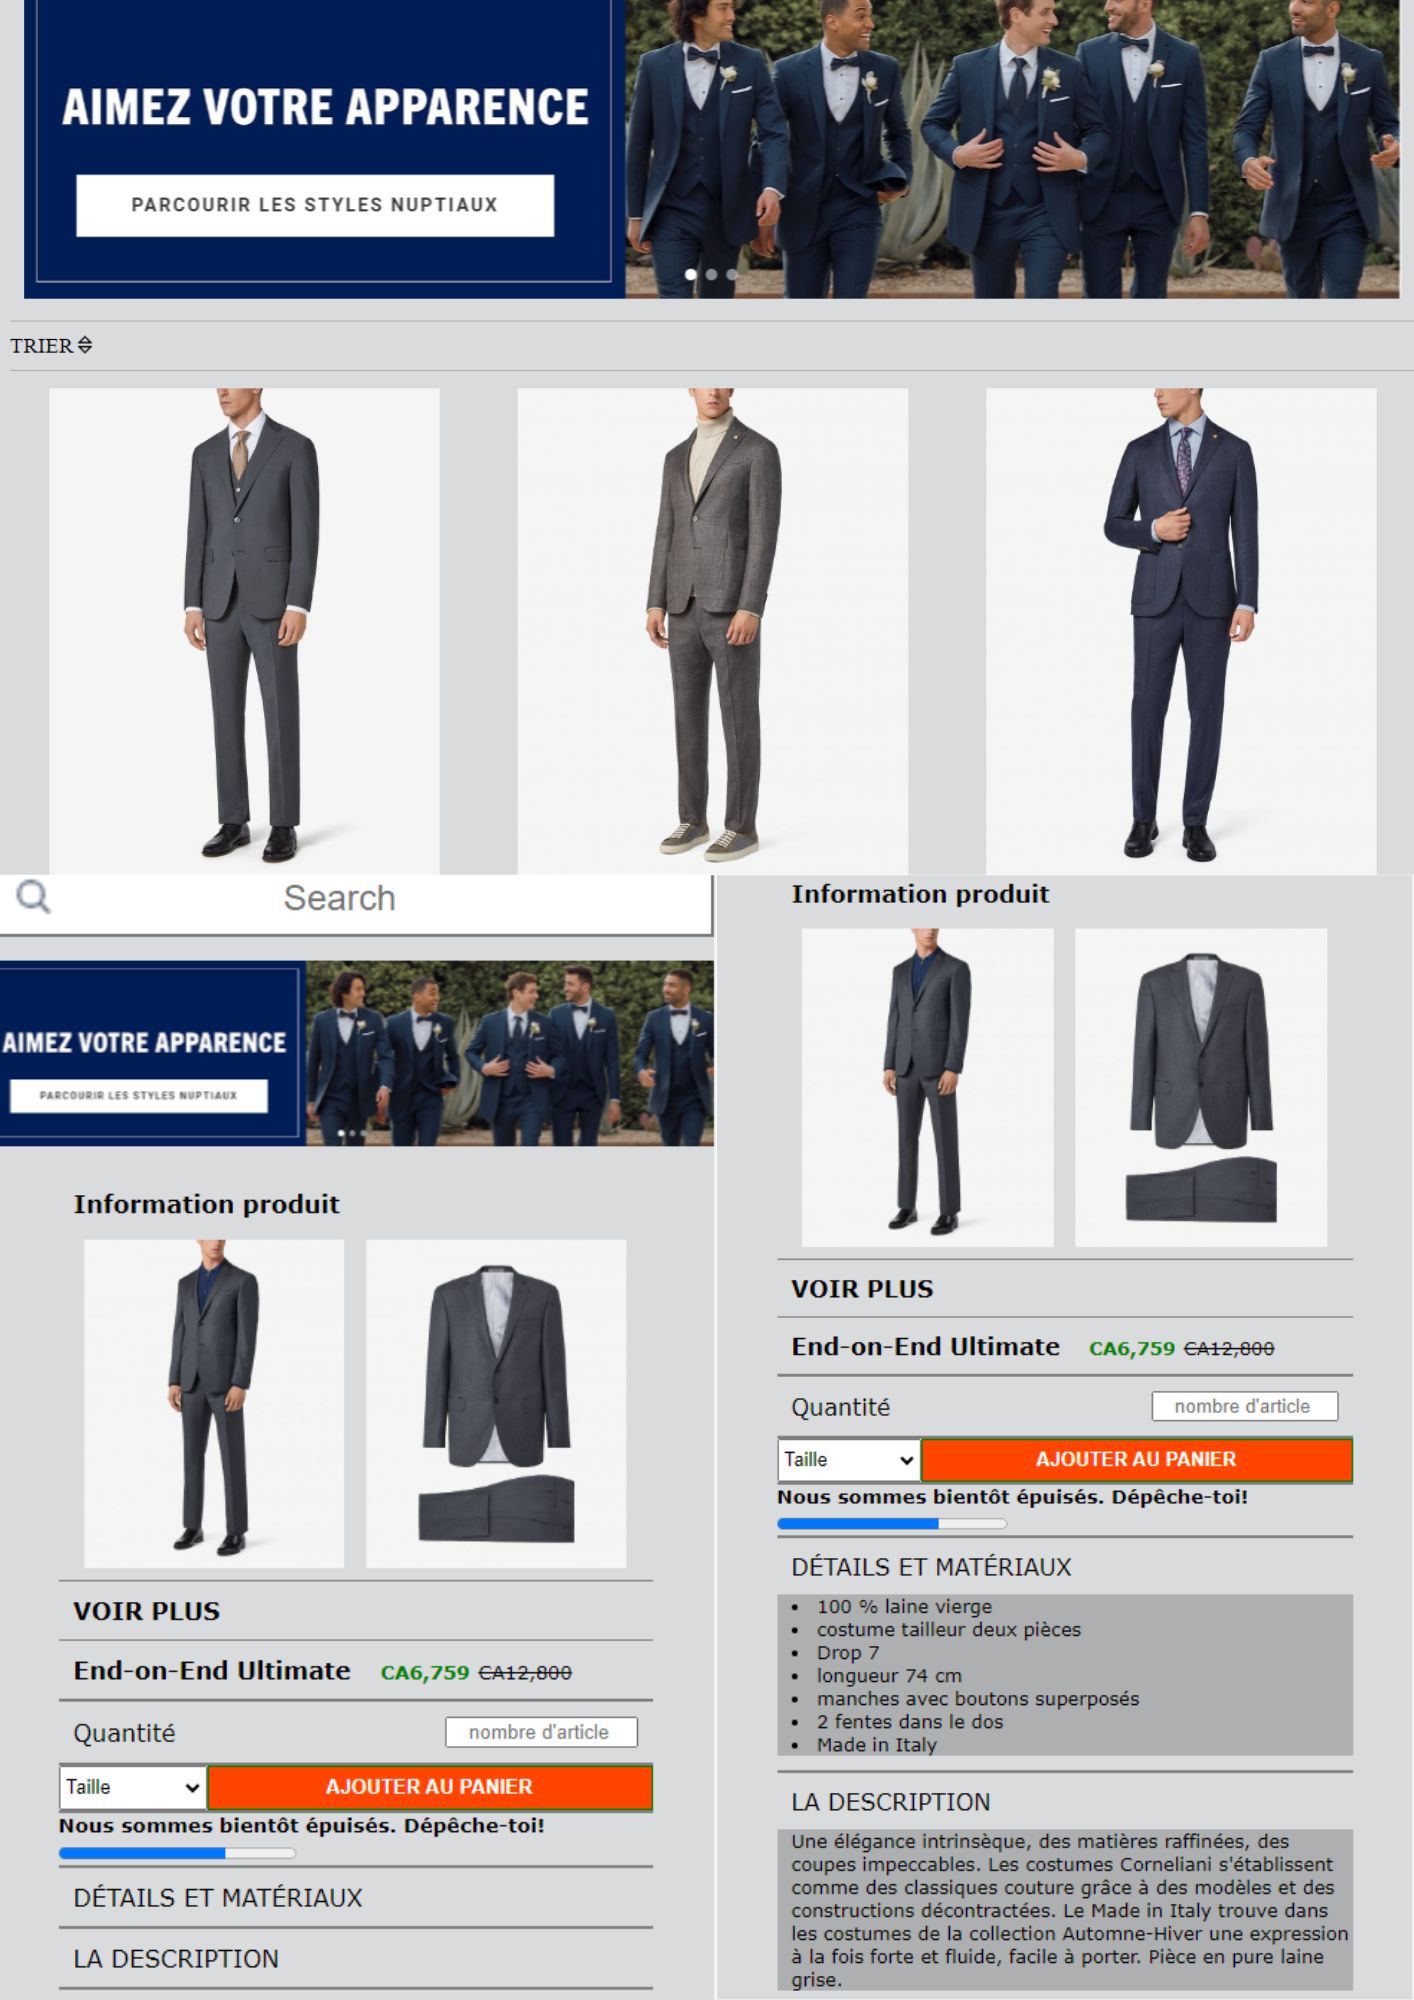 AIMEZ VOTRE APPARENCE
PARCOURIR LES STYLES NUPTIAUX
TRIER
Search
AIMEZ VOTRE APPARENCE
PARCOURIR LES STYLES NUPTIAUX
Information produit
VOIR PLUS
End-on-End Ultimate CA6,759 CA12,800
Quantité nombre d'article
Taille AJOUTER AU PANIER
Nous sommes bientôt épuisés. Dépêche-toi!
DÉTAILS ET MATÉRIAUX
LA DESCRIPTION
Information produit
VOIR PLUS
End-on-End Ultimate CA6,759 CA12,800
Quantité nombre d'article
Taille AJOUTER AU PANIER
Nous sommes bientôt épuisés. Dépêche-toi!
DÉTAILS ET MATÉRIAUX
• 100 % laine vierge
• costume tailleur deux pièces
• Drop 7
• longueur 74 cm
• manches avec boutons superposés
• 2 fentes dans le dos
• Made in Italy
LA DESCRIPTION
Une élégance intrinsèque, des matières raffinées, des
coupes impeccables. Les costumes Corneliani s'établissent
comme des classiques couture grâce à des modèles et des
constructions décontractées. Le Made in Italy trouve dans
les costumes de la collection Automne-Hiver une expression
à la fois forte et fluide, facile à porter. Pièce en pure laine
grise.